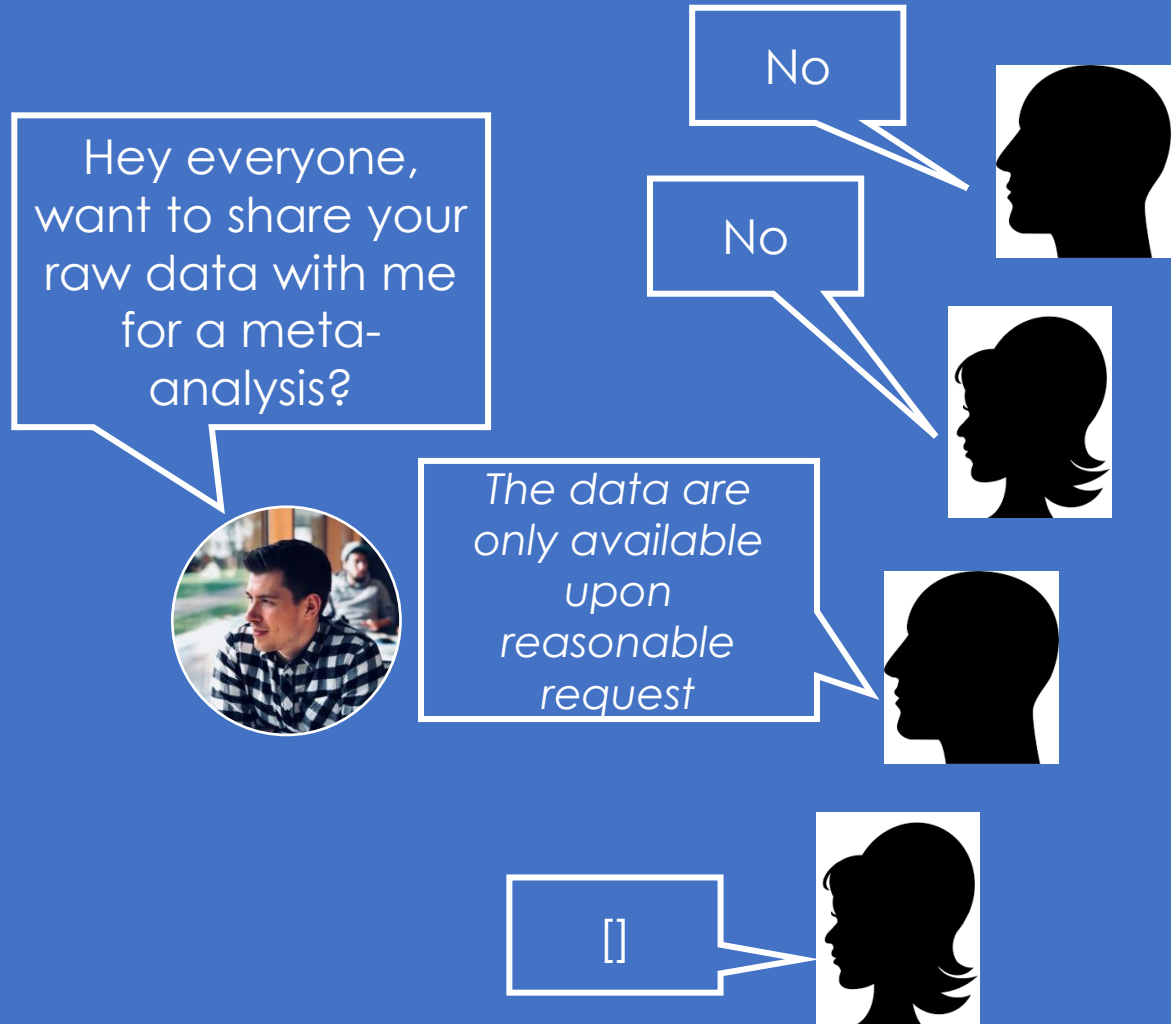 Hey everyone,
want to share your
raw data with me
for a meta-
analysis?
No
No
The data are
only available
upon
reasonable
request
[]